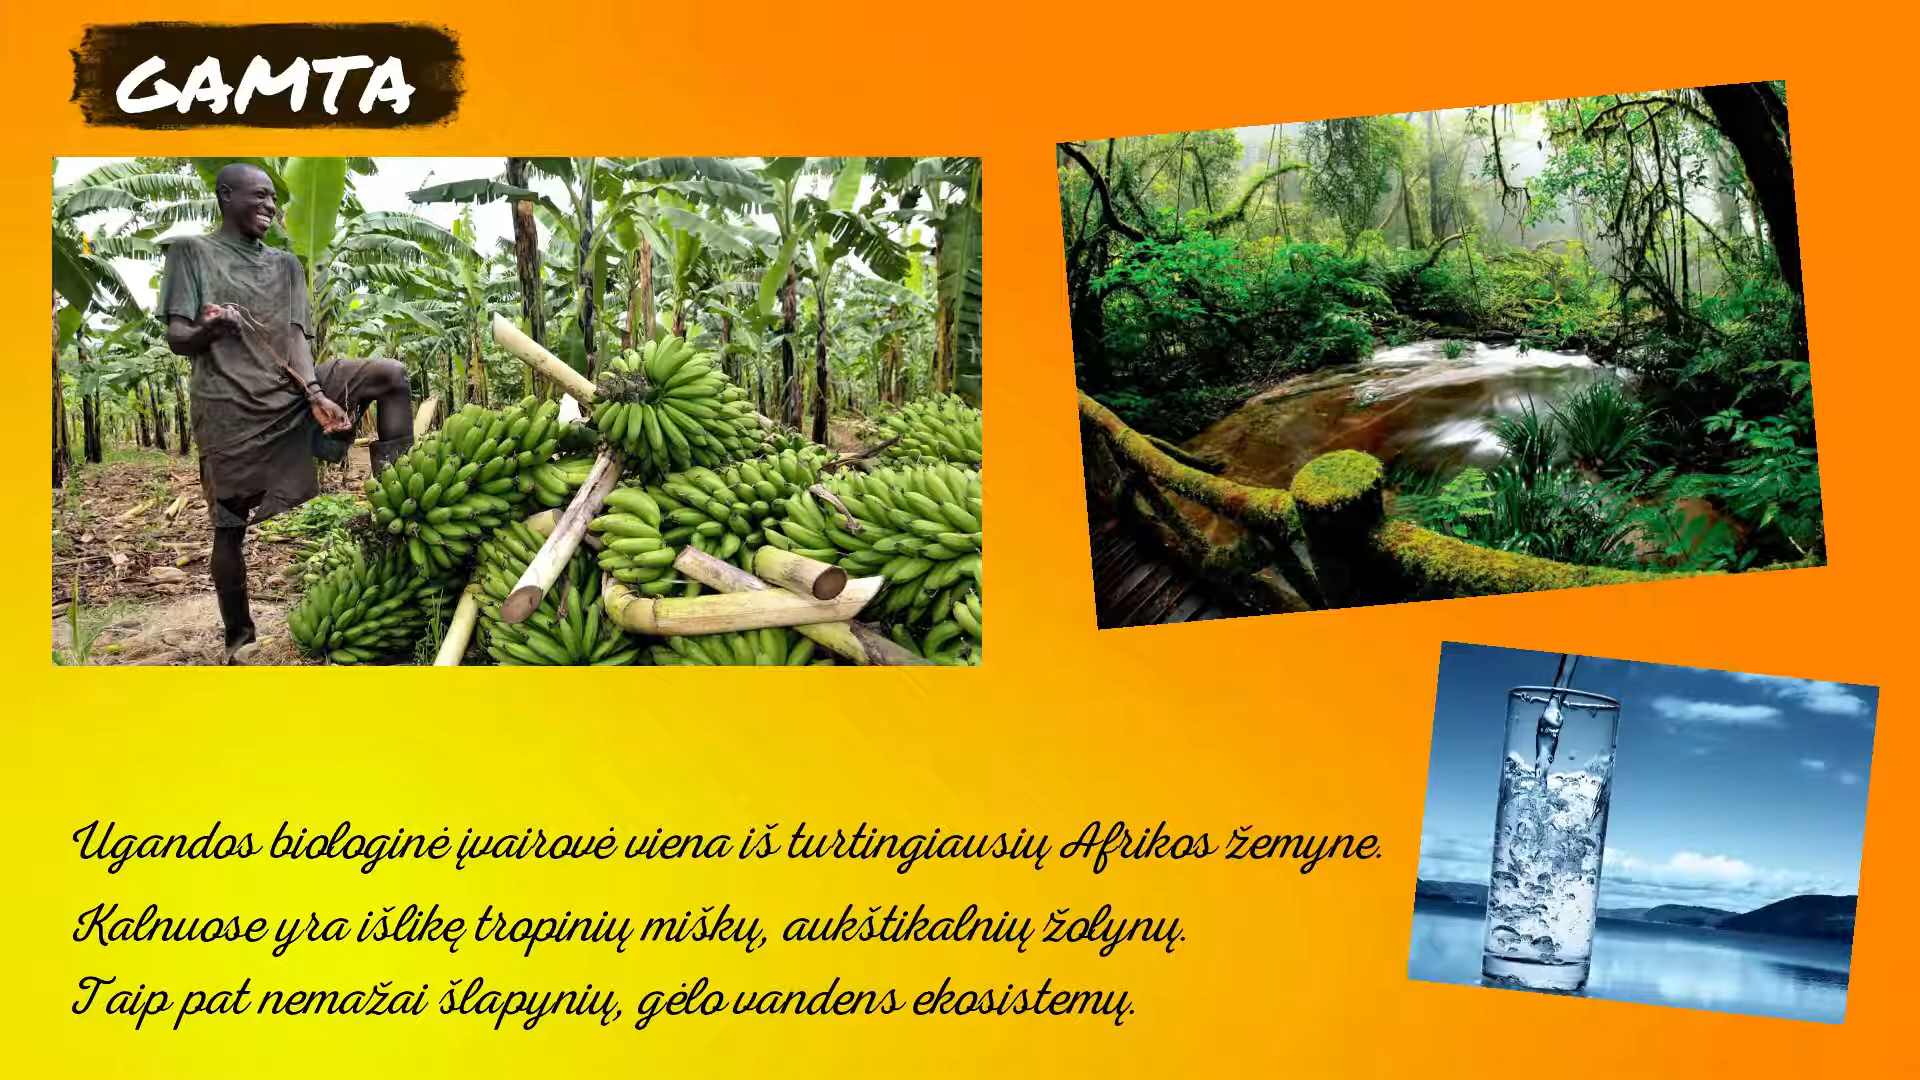 GAMTA
Ugandos biologinė įvairovė viena iš turtingiausių Afrikos žemyne.
Kalnuose yra išlikę tropinių miškų, aukštikalnių žolynų.
Taip pat nemažai šlapynių, gėlo vandens ekosistemų.